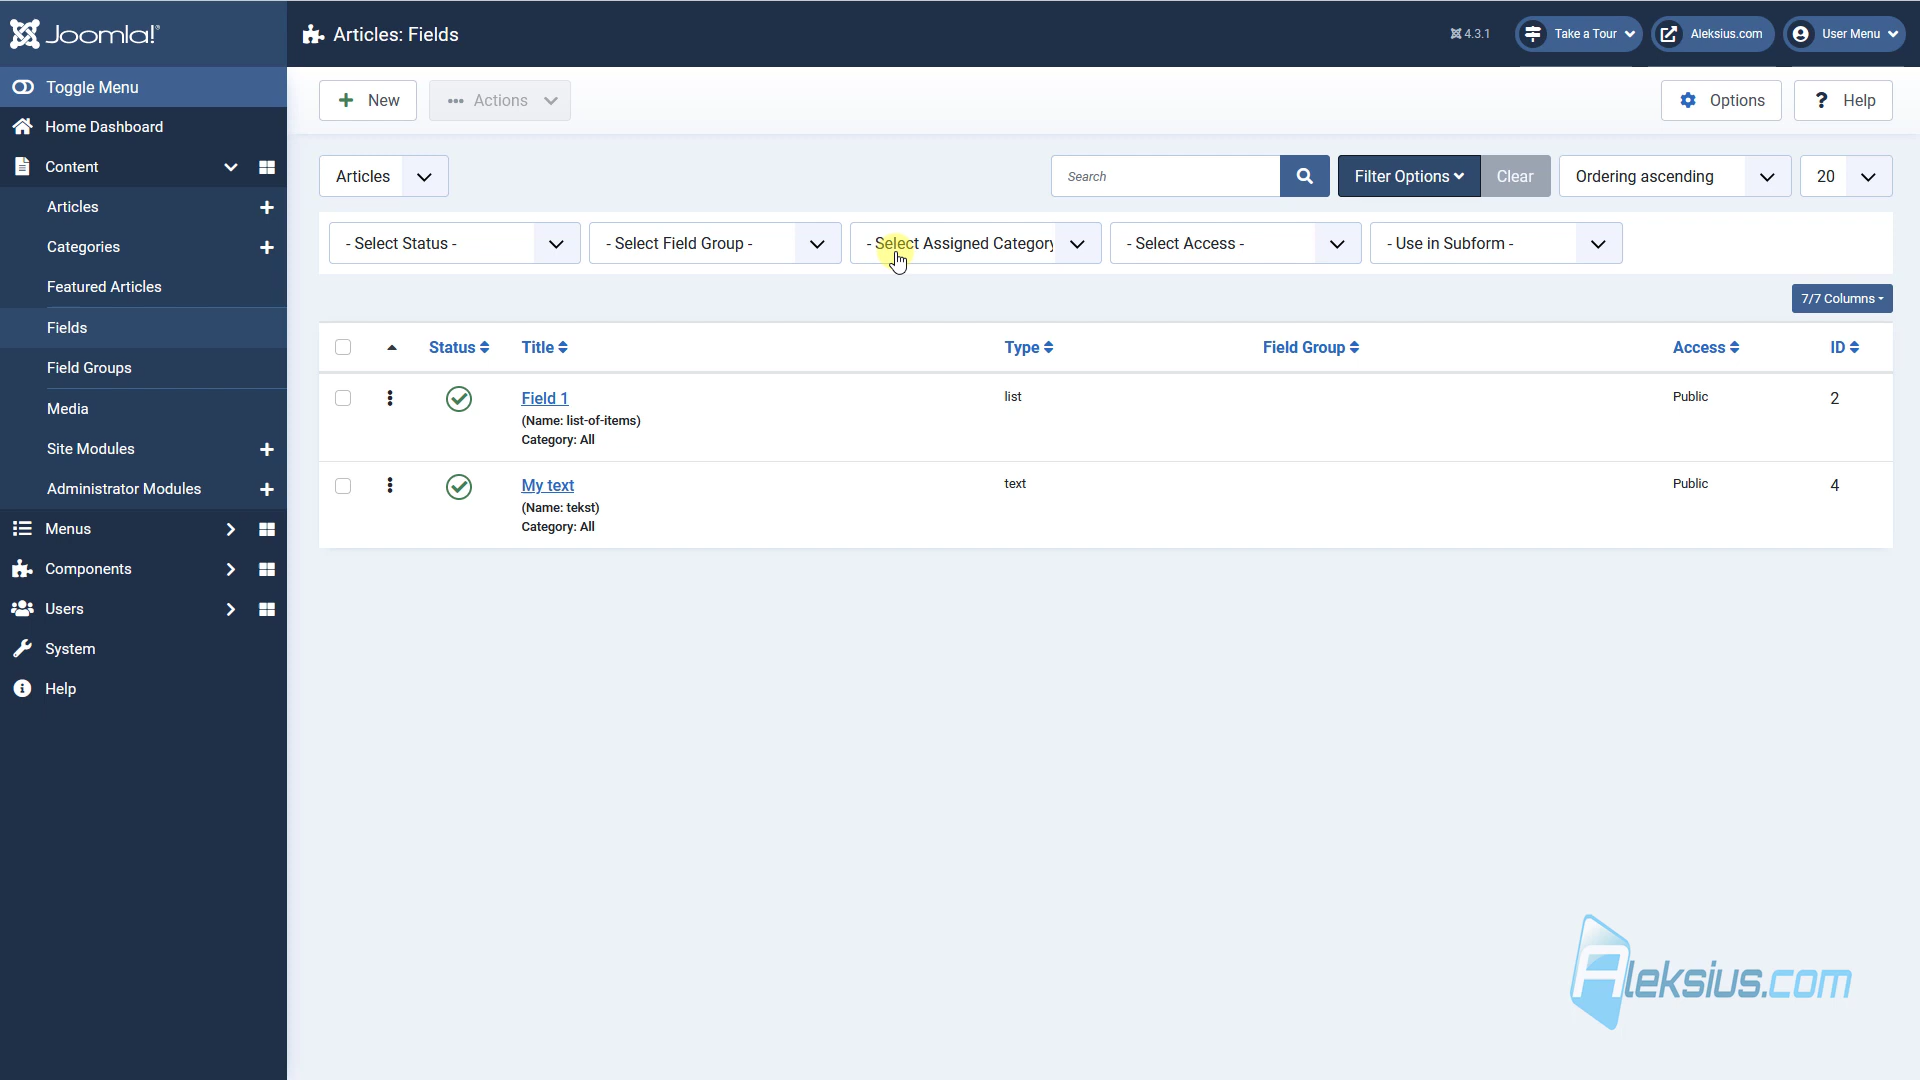 Joomla!
Articles: Fields
4.3.1
Take a Tour
Aleksius.com
User Menu
Toggle Menu
Home Dashboard
Content
Articles
Categories
Featured Articles
Fields
Field Groups
Media
Site Modules
Administrator Modules
Menus
Components
Users
System
Help
New
Actions
Options
? Help
Articles
Search
Filter Options
Clear
Ordering ascending
20
- Select Status -
- Select Field Group -
- Select Assigned Category
- Select Access -
- Use in Subform -
7/7 Columns
Status Title Type Field Group Access ID
Field 1 list Public 2
(Name: list-of-items)
Category: All
My text text Public 4
(Name: tekst)
Category: All
Aleksius.com